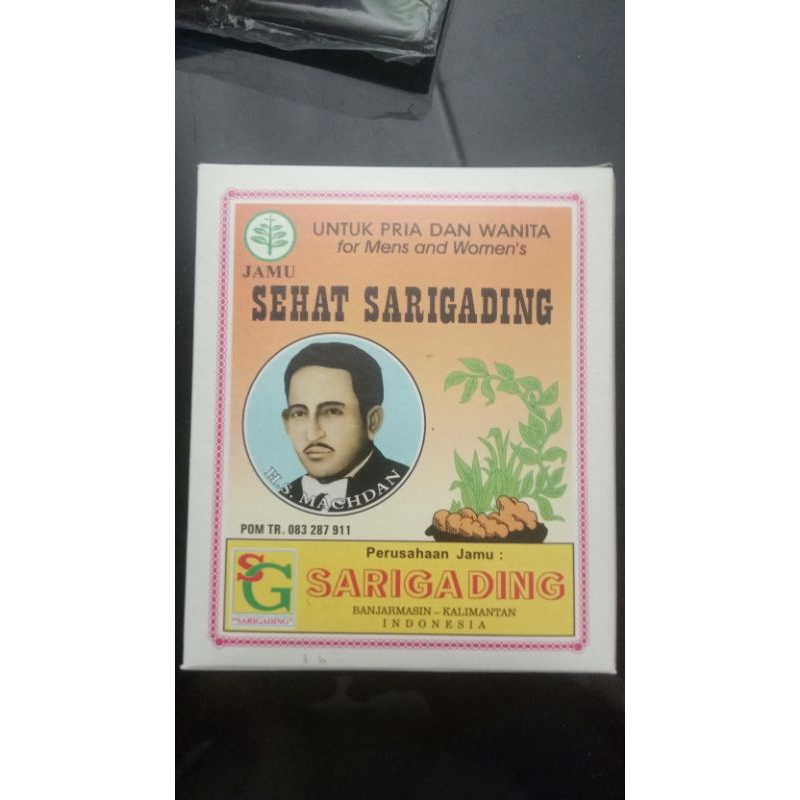 UNTUK PRIA DAN WANITA
for Mens and Women's
JAMU
SEHAT SARIGADING
H.S. MACHDAN
POM TR. 083 287 911
Perusahaan Jamu :
SG
SARIGADING
"SARIGADING"
BANJARMASIN – KALIMANTAN
INDONESIA